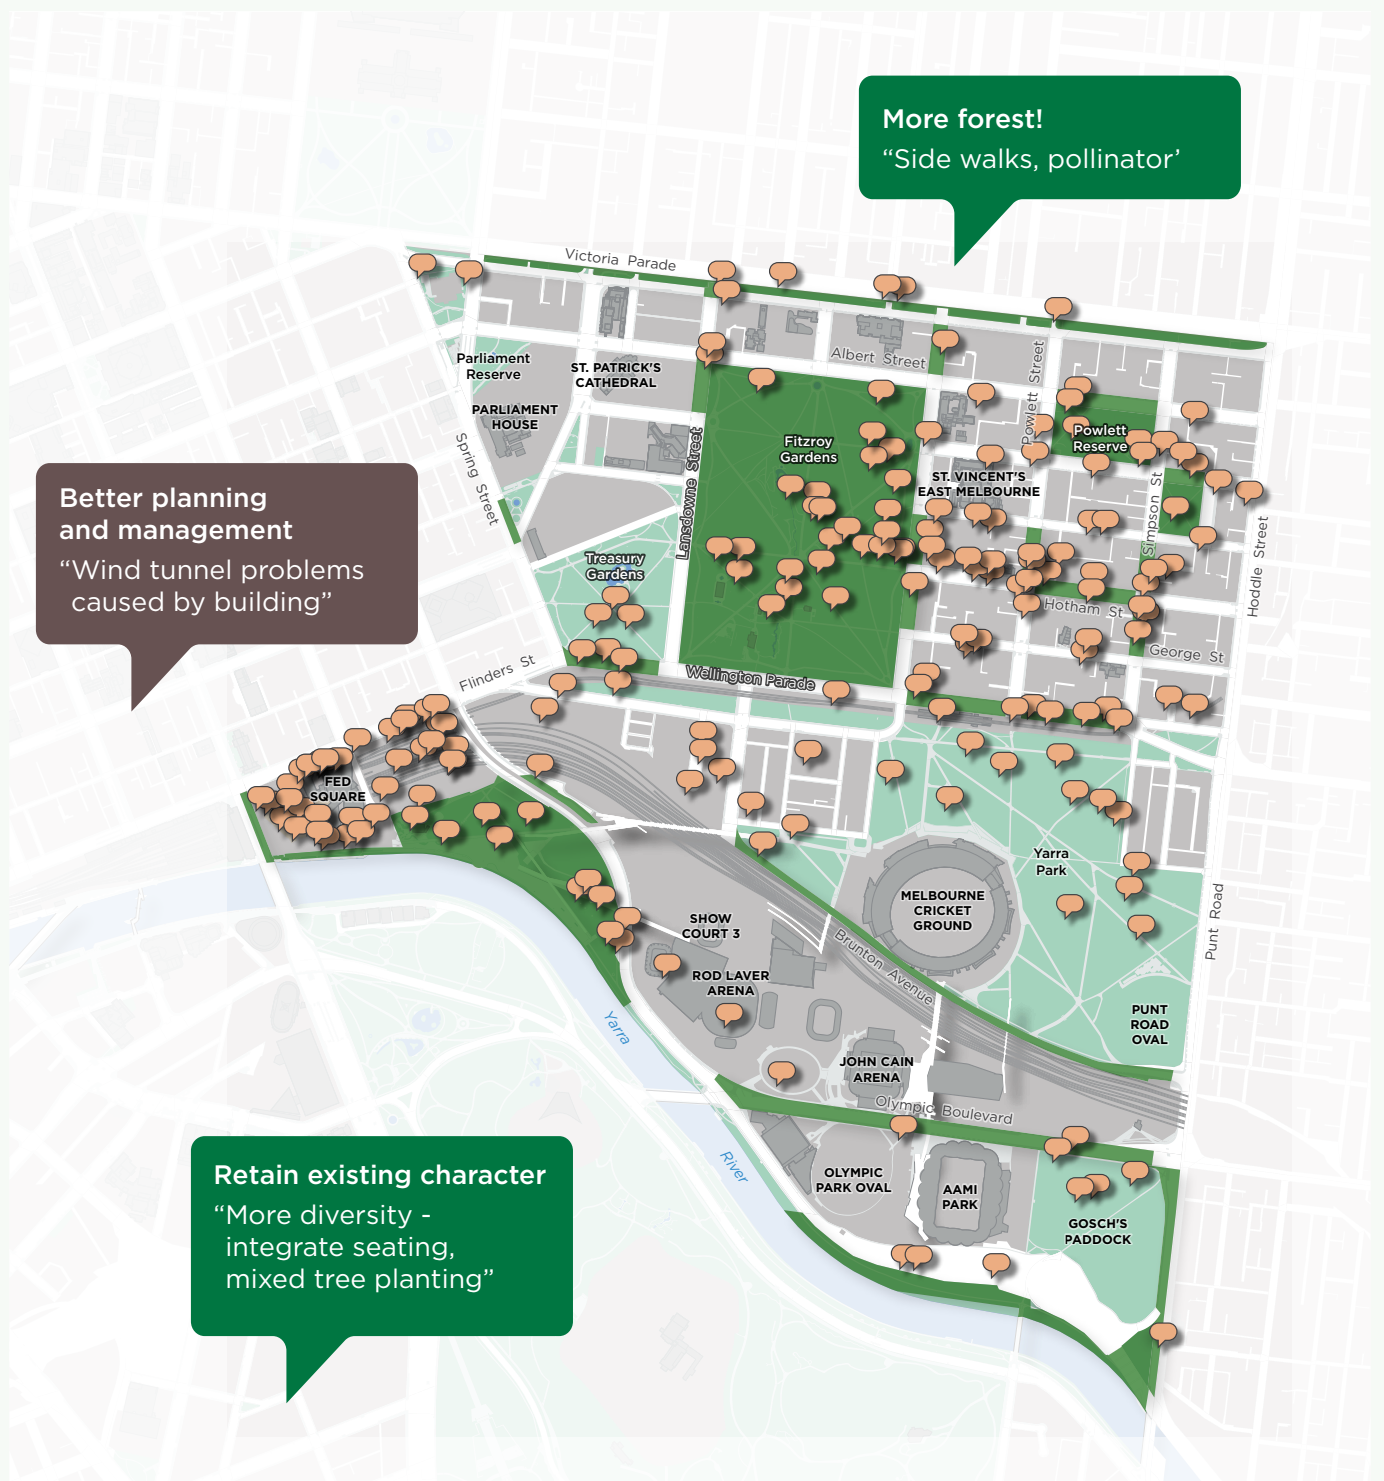 More forest!
“Side walks, pollinator’
Victoria Parade
Albert Street
Parliament
Reserve
ST. PATRICK'S
CATHEDRAL
PARLIAMENT
HOUSE
Spring Street
Lansdowne Street
Fitzroy
Gardens
Powlett Street
Powlett
Reserve
ST. VINCENT'S
EAST MELBOURNE
Simpson St
Hoddle Street
Better planning
and management
“Wind tunnel problems
caused by building”
Treasury
Gardens
Hotham St
George St
Flinders St
Wellington Parade
FED
SQUARE
Yarra
Park
MELBOURNE
CRICKET
GROUND
Punt Road
SHOW
COURT 3
Brunton Avenue
ROD LAVER
ARENA
PUNT
ROAD
OVAL
Yarra
JOHN CAIN
ARENA
Olympic Boulevard
River
OLYMPIC
PARK OVAL
AAMI
PARK
GOSCH'S
PADDOCK
Retain existing character
“More diversity -
integrate seating,
mixed tree planting”